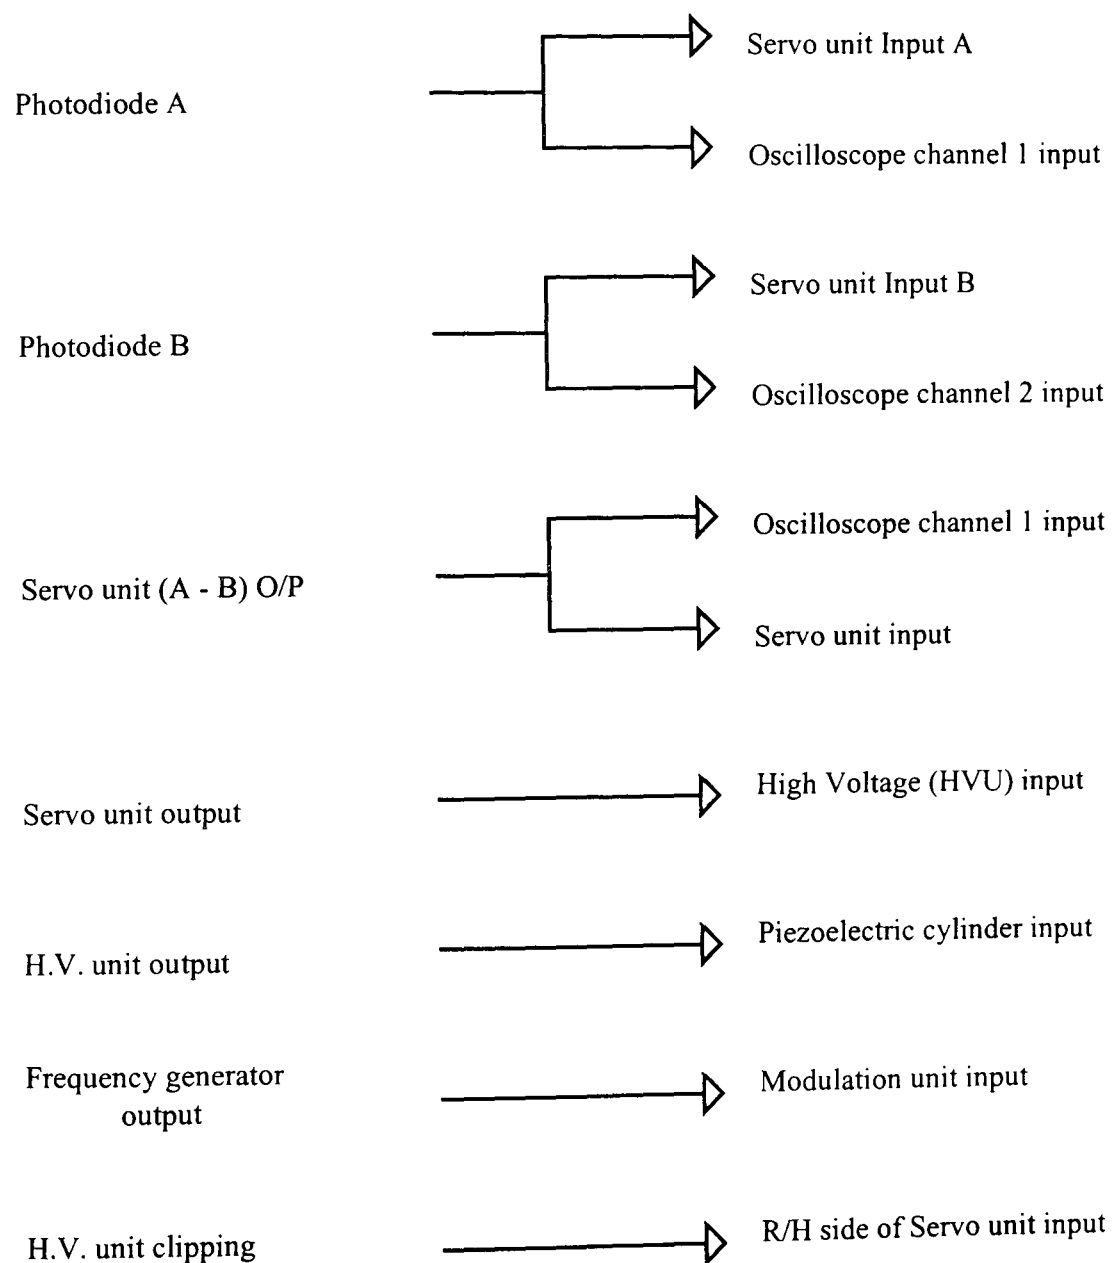 Servo unit Input A
Photodiode A
Oscilloscope channel 1 input
Servo unit Input B
Photodiode B
Oscilloscope channel 2 input
Oscilloscope channel 1 input
Servo unit (A - B) O/P
Servo unit input
High Voltage (HVU) input
Servo unit output
Piezoelectric cylinder input
H.V. unit output
Frequency generator
output
Modulation unit input
R/H side of Servo unit input
H.V. unit clipping